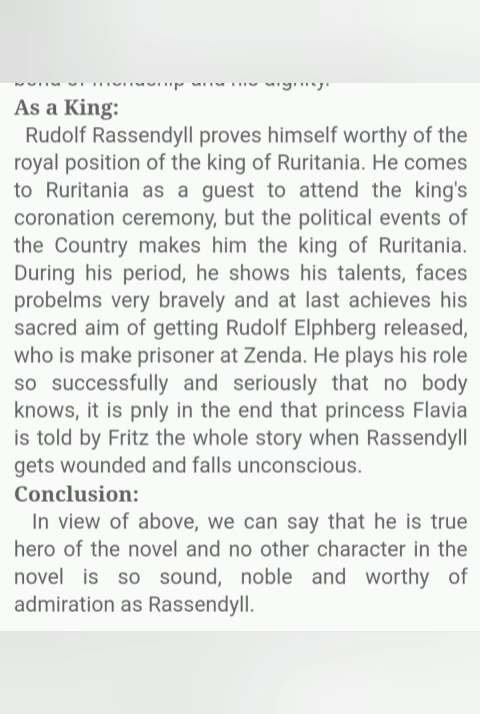 bond of friendship and his dignity.
As a King:
Rudolf Rassendyll proves himself worthy of the
royal position of the king of Ruritania. He comes
to Ruritania as a guest to attend the king's
coronation ceremony, but the political events of
the Country makes him the king of Ruritania.
During his period, he shows his talents, faces
probelms very bravely and at last achieves his
sacred aim of getting Rudolf Elphberg released,
who is make prisoner at Zenda. He plays his role
so successfully and seriously that no body
knows, it is pnly in the end that princess Flavia
is told by Fritz the whole story when Rassendyll
gets wounded and falls unconscious.
Conclusion:
In view of above, we can say that he is true
hero of the novel and no other character in the
novel is so sound, noble and worthy of
admiration as Rassendyll.